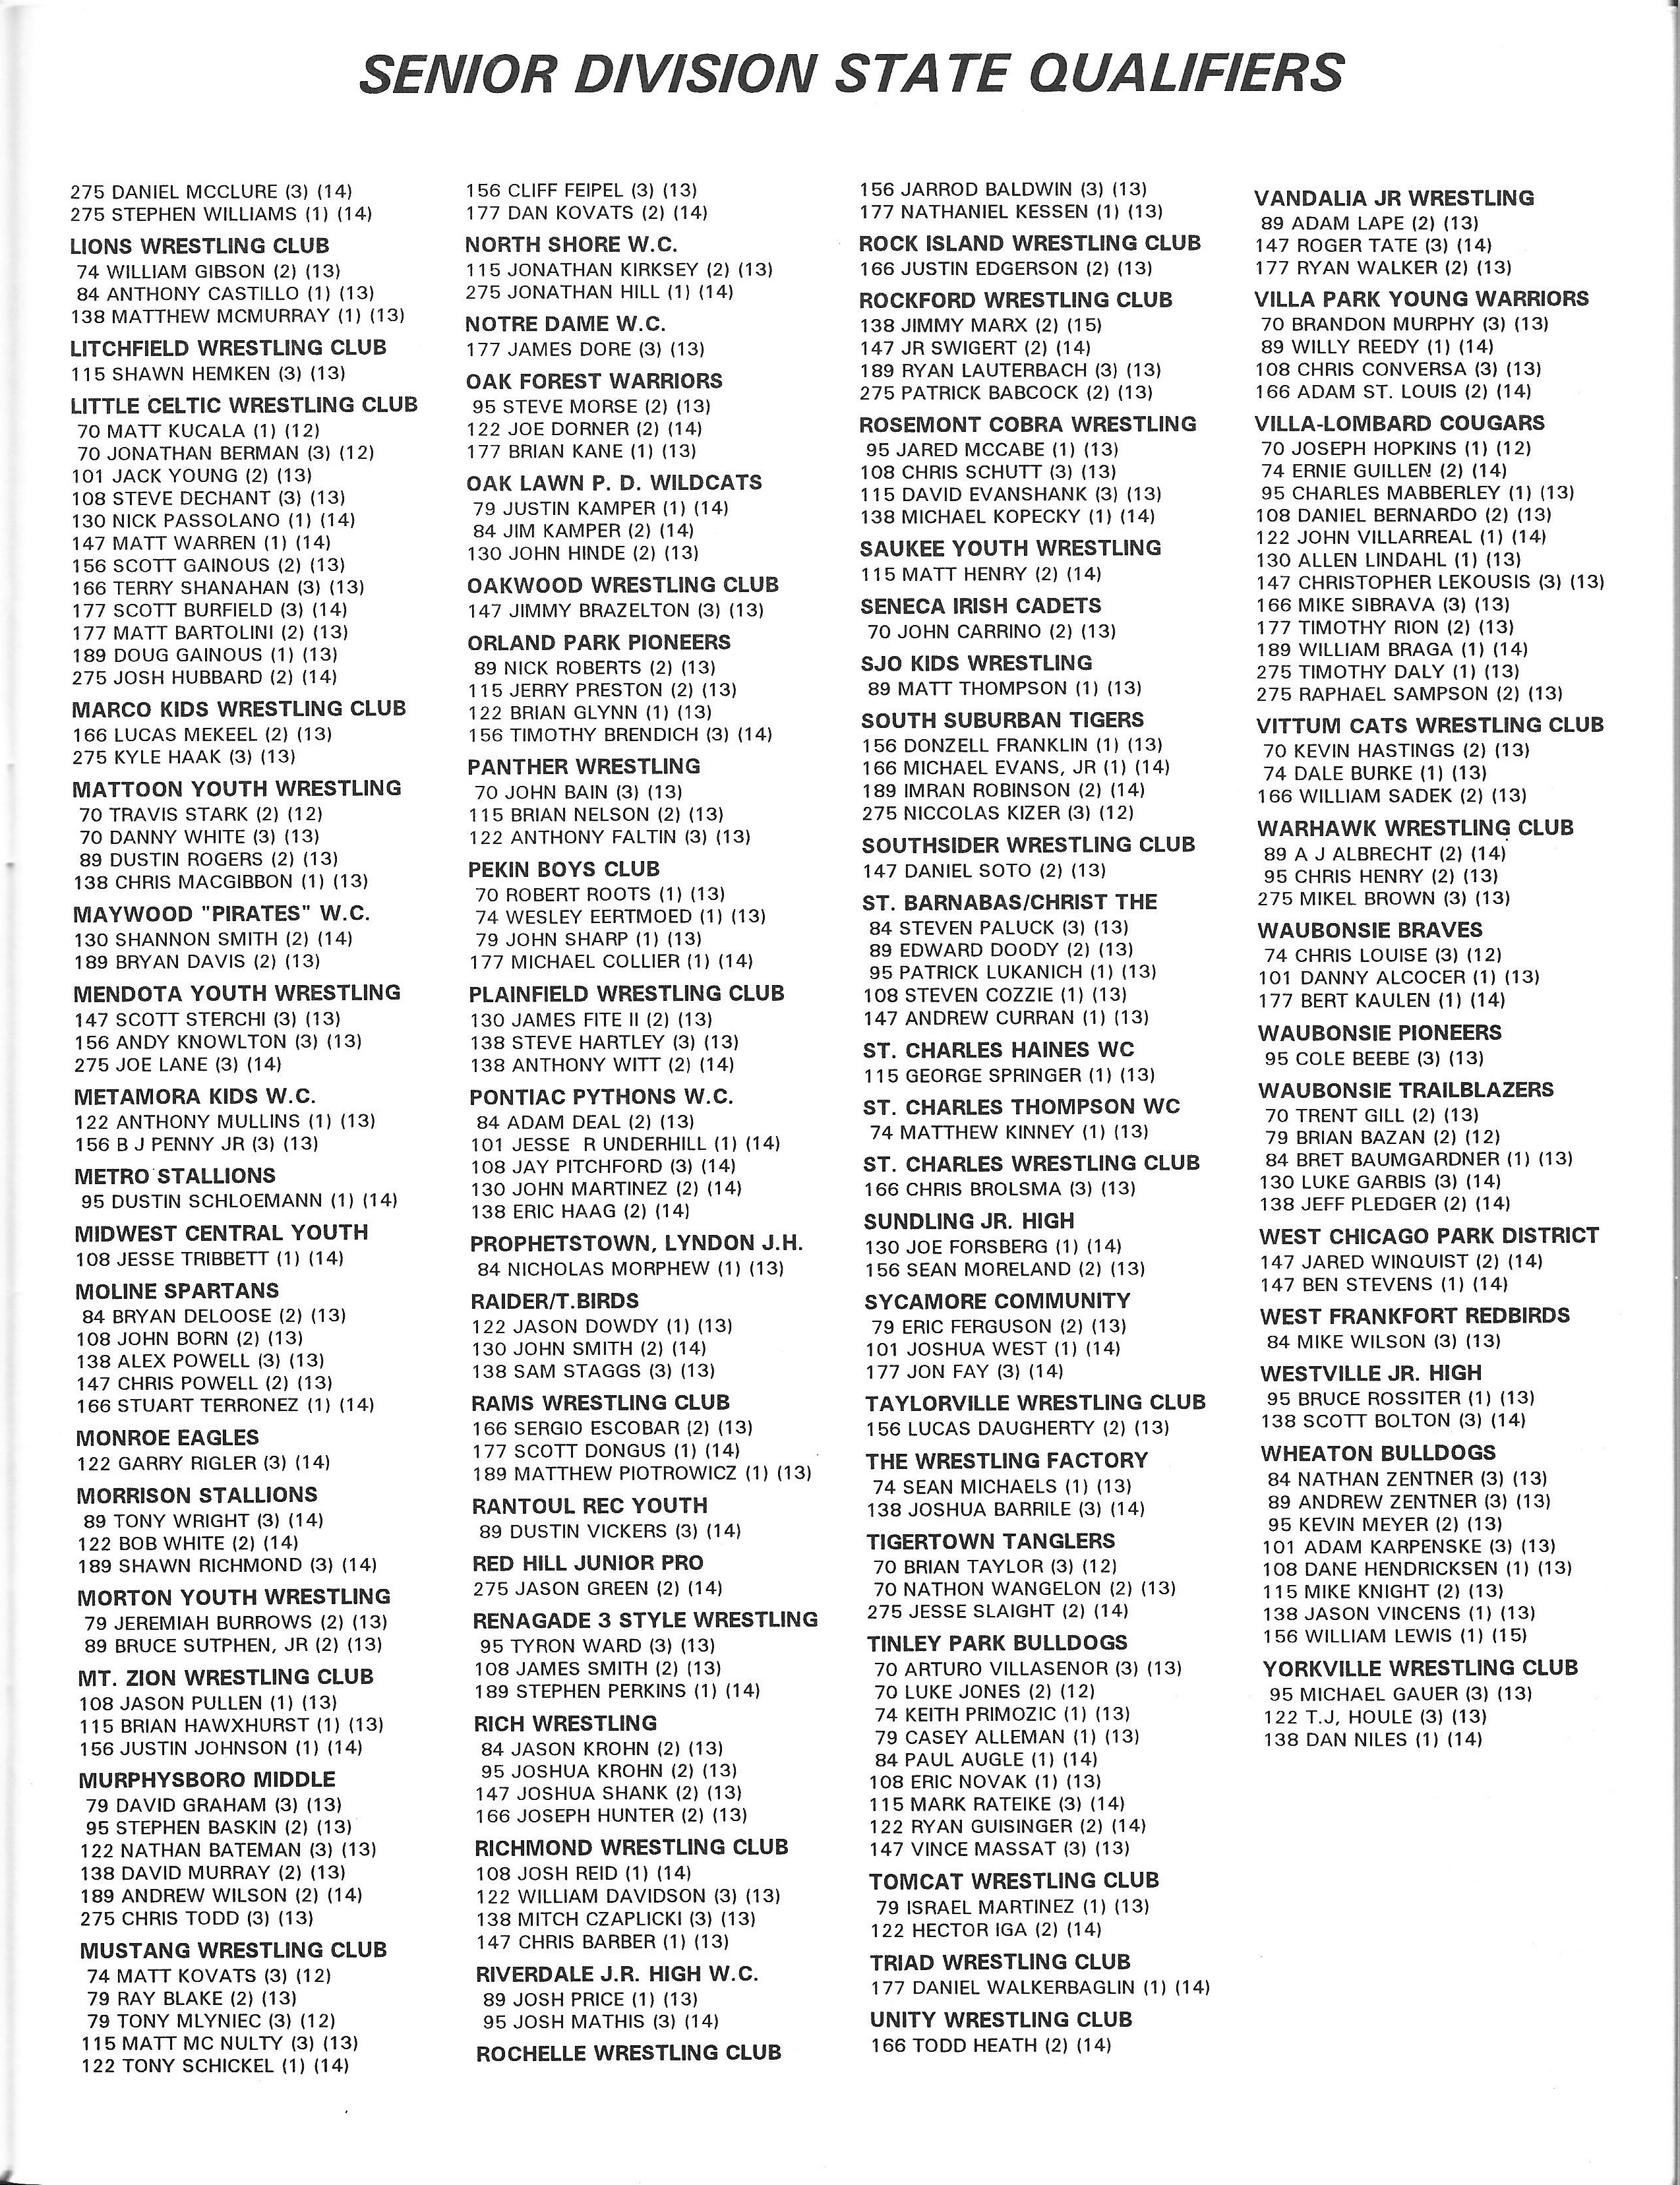 SENIOR DIVISION STATE QUALIFIERS
275 DANIEL MCCLURE (3) (14)
275 STEPHEN WILLIAMS (1) (14)
LIONS WRESTLING CLUB
74 WILLIAM GIBSON (2) (13)
84 ANTHONY CASTILLO (1) (13)
138 MATTHEW MCMURRAY (1) (13)
LITCHFIELD WRESTLING CLUB
115 SHAWN HEMKEN (3) (13)
LITTLE CELTIC WRESTLING CLUB
70 MATT KUCALA (1) (12)
70 JONATHAN BERMAN (3) (12)
101 JACK YOUNG (2) (13)
108 STEVE DECHANT (3) (13)
130 NICK PASSOLANO (1) (14)
147 MATT WARREN (1) (14)
156 SCOTT GAINOUS (2) (13)
166 TERRY SHANAHAN (3) (13)
177 SCOTT BURFIELD (3) (14)
177 MATT BARTOLINI (2) (13)
189 DOUG GAINOUS (1) (13)
275 JOSH HUBBARD (2) (14)
MARCO KIDS WRESTLING CLUB
166 LUCAS MEKEEL (2) (13)
275 KYLE HAAK (3) (13)
MATTOON YOUTH WRESTLING
70 TRAVIS STARK (2) (12)
70 DANNY WHITE (3) (13)
89 DUSTIN ROGERS (2) (13)
138 CHRIS MACGIBBON (1) (13)
MAYWOOD "PIRATES" W.C.
130 SHANNON SMITH (2) (14)
189 BRYAN DAVIS (2) (13)
MENDOTA YOUTH WRESTLING
147 SCOTT STERCHI (3) (13)
156 ANDY KNOWLTON (3) (13)
275 JOE LANE (3) (14)
METAMORA KIDS W.C.
122 ANTHONY MULLINS (1) (13)
156 B J PENNY JR (3) (13)
METRO STALLIONS
95 DUSTIN SCHLOEMANN (1) (14)
MIDWEST CENTRAL YOUTH
108 JESSE TRIBBETT (1) (14)
MOLINE SPARTANS
84 BRYAN DELOOSE (2) (13)
108 JOHN BORN (2) (13)
138 ALEX POWELL (3) (13)
147 CHRIS POWELL (2) (13)
166 STUART TERRONEZ (1) (14)
MONROE EAGLES
122 GARRY RIGLER (3) (14)
MORRISON STALLIONS
89 TONY WRIGHT (3) (14)
122 BOB WHITE (2) (14)
189 SHAWN RICHMOND (3) (14)
MORTON YOUTH WRESTLING
79 JEREMIAH BURROWS (2) (13)
89 BRUCE SUTPHEN, JR (2) (13)
MT. ZION WRESTLING CLUB
108 JASON PULLEN (1) (13)
115 BRIAN HAWXHURST (1) (13)
156 JUSTIN JOHNSON (1) (14)
MURPHYSBORO MIDDLE
79 DAVID GRAHAM (3) (13)
95 STEPHEN BASKIN (2) (13)
122 NATHAN BATEMAN (3) (13)
138 DAVID MURRAY (2) (13)
189 ANDREW WILSON (2) (14)
275 CHRIS TODD (3) (13)
MUSTANG WRESTLING CLUB
74 MATT KOVATS (3) (12)
79 RAY BLAKE (2) (13)
79 TONY MLYNIEC (3) (12)
115 MATT MC NULTY (3) (13)
122 TONY SCHICKEL (1) (14)
156 CLIFF FEIPEL (3) (13)
177 DAN KOVATS (2) (14)
NORTH SHORE W.C.
115 JONATHAN KIRKSEY (2) (13)
275 JONATHAN HILL (1) (14)
NOTRE DAME W.C.
177 JAMES DORE (3) (13)
OAK FOREST WARRIORS
95 STEVE MORSE (2) (13)
122 JOE DORNER (2) (14)
177 BRIAN KANE (1) (13)
OAK LAWN P. D. WILDCATS
79 JUSTIN KAMPER (1) (14)
84 JIM KAMPER (2) (14)
130 JOHN HINDE (2) (13)
OAKWOOD WRESTLING CLUB
147 JIMMY BRAZELTON (3) (13)
ORLAND PARK PIONEERS
89 NICK ROBERTS (2) (13)
115 JERRY PRESTON (2) (13)
122 BRIAN GLYNN (1) (13)
156 TIMOTHY BRENDICH (3) (14)
PANTHER WRESTLING
70 JOHN BAIN (3) (13)
115 BRIAN NELSON (2) (13)
122 ANTHONY FALTIN (3) (13)
PEKIN BOYS CLUB
70 ROBERT ROOTS (1) (13)
74 WESLEY EERTMOED (1) (13)
79 JOHN SHARP (1) (13)
177 MICHAEL COLLIER (1) (14)
PLAINFIELD WRESTLING CLUB
130 JAMES FITE II (2) (13)
138 STEVE HARTLEY (3) (13)
138 ANTHONY WITT (2) (14)
PONTIAC PYTHONS W.C.
84 ADAM DEAL (2) (13)
101 JESSE R UNDERHILL (1) (14)
108 JAY PITCHFORD (3) (14)
130 JOHN MARTINEZ (2) (14)
138 ERIC HAAG (2) (14)
PROPHETSTOWN, LYNDON J.H.
84 NICHOLAS MORPHEW (1) (13)
RAIDER/T.BIRDS
122 JASON DOWDY (1) (13)
130 JOHN SMITH (2) (14)
138 SAM STAGGS (3) (13)
RAMS WRESTLING CLUB
166 SERGIO ESCOBAR (2) (13)
177 SCOTT DONGUS (1) (14)
189 MATTHEW PIOTROWICZ (1) (13)
RANTOUL REC YOUTH
89 DUSTIN VICKERS (3) (14)
RED HILL JUNIOR PRO
275 JASON GREEN (2) (14)
RENAGADE 3 STYLE WRESTLING
95 TYRON WARD (3) (13)
108 JAMES SMITH (2) (13)
189 STEPHEN PERKINS (1) (14)
RICH WRESTLING
84 JASON KROHN (2) (13)
95 JOSHUA KROHN (2) (13)
147 JOSHUA SHANK (2) (13)
166 JOSEPH HUNTER (2) (13)
RICHMOND WRESTLING CLUB
108 JOSH REID (1) (14)
122 WILLIAM DAVIDSON (3) (13)
138 MITCH CZAPLICKI (3) (13)
147 CHRIS BARBER (1) (13)
RIVERDALE J.R. HIGH W.C.
89 JOSH PRICE (1) (13)
95 JOSH MATHIS (3) (14)
ROCHELLE WRESTLING CLUB
156 JARROD BALDWIN (3) (13)
177 NATHANIEL KESSEN (1) (13)
ROCK ISLAND WRESTLING CLUB
166 JUSTIN EDGERSON (2) (13)
ROCKFORD WRESTLING CLUB
138 JIMMY MARX (2) (15)
147 JR SWIGERT (2) (14)
189 RYAN LAUTERBACH (3) (13)
275 PATRICK BABCOCK (2) (13)
ROSEMONT COBRA WRESTLING
95 JARED MCCABE (1) (13)
108 CHRIS SCHUTT (3) (13)
115 DAVID EVANSHANK (3) (13)
138 MICHAEL KOPECKY (1) (14)
SAUKEE YOUTH WRESTLING
115 MATT HENRY (2) (14)
SENECA IRISH CADETS
70 JOHN CARRINO (2) (13)
SJO KIDS WRESTLING
89 MATT THOMPSON (1) (13)
SOUTH SUBURBAN TIGERS
156 DONZELL FRANKLIN (1) (13)
166 MICHAEL EVANS, JR (1) (14)
189 IMRAN ROBINSON (2) (14)
275 NICCOLAS KIZER (3) (12)
SOUTHSIDER WRESTLING CLUB
147 DANIEL SOTO (2) (13)
ST. BARNABAS/CHRIST THE
84 STEVEN PALUCK (3) (13)
89 EDWARD DOODY (2) (13)
95 PATRICK LUKANICH (1) (13)
108 STEVEN COZZIE (1) (13)
147 ANDREW CURRAN (1) (13)
ST. CHARLES HAINES WC
115 GEORGE SPRINGER (1) (13)
ST. CHARLES THOMPSON WC
74 MATTHEW KINNEY (1) (13)
ST. CHARLES WRESTLING CLUB
166 CHRIS BROLSMA (3) (13)
SUNDLING JR. HIGH
130 JOE FORSBERG (1) (14)
156 SEAN MORELAND (2) (13)
SYCAMORE COMMUNITY
79 ERIC FERGUSON (2) (13)
101 JOSHUA WEST (1) (14)
177 JON FAY (3) (14)
TAYLORVILLE WRESTLING CLUB
156 LUCAS DAUGHERTY (2) (13)
THE WRESTLING FACTORY
74 SEAN MICHAELS (1) (13)
138 JOSHUA BARRILE (3) (14)
TIGERTOWN TANGLERS
70 BRIAN TAYLOR (3) (12)
70 NATHON WANGELON (2) (13)
275 JESSE SLAIGHT (2) (14)
TINLEY PARK BULLDOGS
70 ARTURO VILLASENOR (3) (13)
70 LUKE JONES (2) (12)
74 KEITH PRIMOZIC (1) (13)
79 CASEY ALLEMAN (1) (13)
84 PAUL AUGLE (1) (14)
108 ERIC NOVAK (1) (13)
115 MARK RATEIKE (3) (14)
122 RYAN GUISINGER (2) (14)
147 VINCE MASSAT (3) (13)
TOMCAT WRESTLING CLUB
79 ISRAEL MARTINEZ (1) (13)
122 HECTOR IGA (2) (14)
TRIAD WRESTLING CLUB
177 DANIEL WALKERBAGLIN (1) (14)
UNITY WRESTLING CLUB
166 TODD HEATH (2) (14)
VANDALIA JR WRESTLING
89 ADAM LAPE (2) (13)
147 ROGER TATE (3) (14)
177 RYAN WALKER (2) (13)
VILLA PARK YOUNG WARRIORS
70 BRANDON MURPHY (3) (13)
89 WILLY REEDY (1) (14)
108 CHRIS CONVERSA (3) (13)
166 ADAM ST. LOUIS (2) (14)
VILLA-LOMBARD COUGARS
70 JOSEPH HOPKINS (1) (12)
74 ERNIE GUILLEN (2) (14)
95 CHARLES MABBERLEY (1) (13)
108 DANIEL BERNARDO (2) (13)
122 JOHN VILLARREAL (1) (14)
130 ALLEN LINDAHL (1) (13)
147 CHRISTOPHER LEKOUSIS (3) (13)
166 MIKE SIBRAVA (3) (13)
177 TIMOTHY RION (2) (13)
189 WILLIAM BRAGA (1) (14)
275 TIMOTHY DALY (1) (13)
275 RAPHAEL SAMPSON (2) (13)
VITTUM CATS WRESTLING CLUB
70 KEVIN HASTINGS (2) (13)
74 DALE BURKE (1) (13)
166 WILLIAM SADEK (2) (13)
WARHAWK WRESTLING CLUB
89 A J ALBRECHT (2) (14)
95 CHRIS HENRY (2) (13)
275 MIKEL BROWN (3) (13)
WAUBONSIE BRAVES
74 CHRIS LOUISE (3) (12)
101 DANNY ALCOCER (1) (13)
177 BERT KAULEN (1) (14)
WAUBONSIE PIONEERS
95 COLE BEEBE (3) (13)
WAUBONSIE TRAILBLAZERS
70 TRENT GILL (2) (13)
79 BRIAN BAZAN (2) (12)
84 BRET BAUMGARDNER (1) (13)
130 LUKE GARBIS (3) (14)
138 JEFF PLEDGER (2) (14)
WEST CHICAGO PARK DISTRICT
147 JARED WINQUIST (2) (14)
147 BEN STEVENS (1) (14)
WEST FRANKFORT REDBIRDS
84 MIKE WILSON (3) (13)
WESTVILLE JR. HIGH
95 BRUCE ROSSITER (1) (13)
138 SCOTT BOLTON (3) (14)
WHEATON BULLDOGS
84 NATHAN ZENTNER (3) (13)
89 ANDREW ZENTNER (3) (13)
95 KEVIN MEYER (2) (13)
101 ADAM KARPENSKE (3) (13)
108 DANE HENDRICKSEN (1) (13)
115 MIKE KNIGHT (2) (13)
138 JASON VINCENS (1) (13)
156 WILLIAM LEWIS (1) (15)
YORKVILLE WRESTLING CLUB
95 MICHAEL GAUER (3) (13)
122 T.J, HOULE (3) (13)
138 DAN NILES (1) (14)